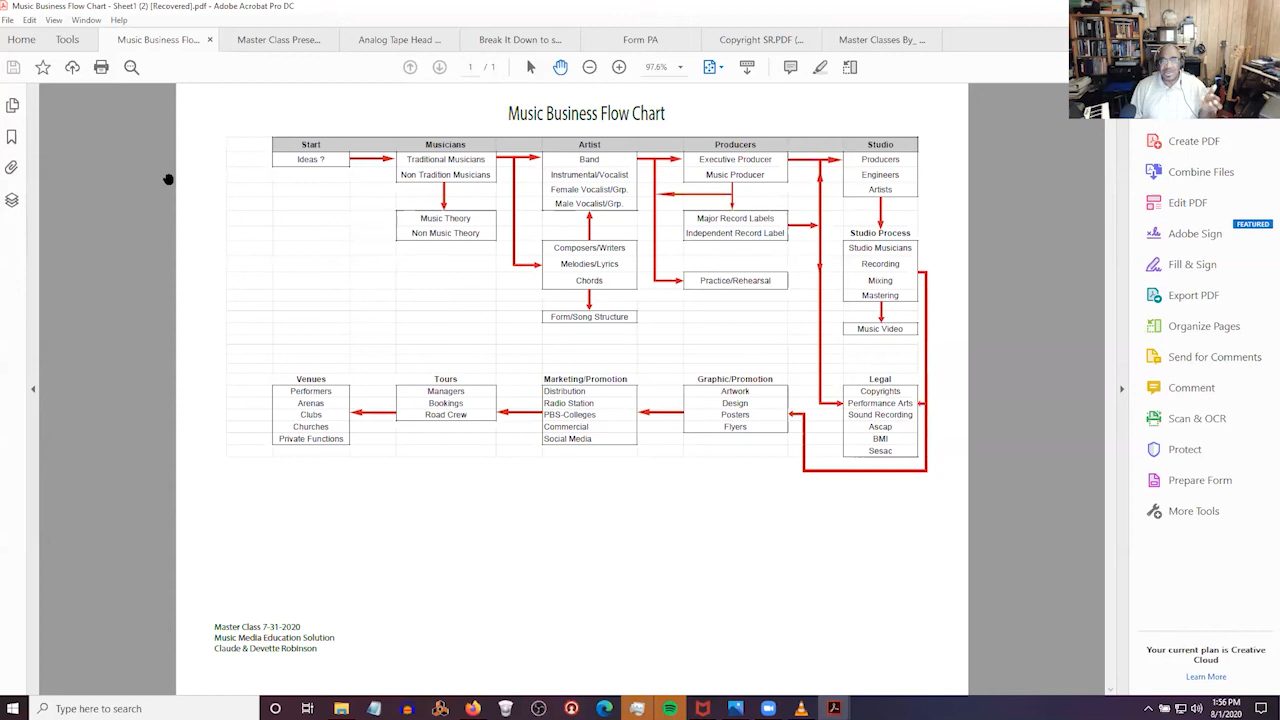 Music Business Flow Chart - Sheet1 (2) [Recovered].pdf - Adobe Acrobat Pro DC
File Edit View Window Help
Home Tools Music Business Flo... × Master Class Prese... Analog Tape Break It Down to s... Form PA Copyright SR.PDF (... Master Classes By_ ...
1 97.6%
Music Business Flow Chart
Start Musicians Artist Producers Studio
Ideas ? Traditional Musicians Band Executive Producer Producers
Non Tradition Musicians Instrumental/Vocalist Music Producer Engineers
Female Vocalist/Grp. Artists
Male Vocalist/Grp.
Music Theory Major Record Labels
Non Music Theory Independent Record Label Studio Process
Composers/Writers Studio Musicians
Melodies/Lyrics Recording
Chords Practice/Rehearsal Mixing
Mastering
Form/Song Structure
Music Video
Venues Tours Marketing/Promotion Graphic/Promotion Legal
Performers Managers Distribution Artwork Copyrights
Arenas Bookings Radio Station Design Performance Arts
Clubs Road Crew PBS-Colleges Posters Sound Recording
Churches Commercial Flyers Ascap
Private Functions Social Media BMI
Sesac
Master Class 7-31-2020
Music Media Education Solution
Claude & Devette Robinson
Create PDF
Combine Files
Edit PDF
FEATURED
Adobe Sign
Fill & Sign
Export PDF
Organize Pages
Send for Comments
Comment
Scan & OCR
Protect
Prepare Form
More Tools
Your current plan is Creative
Cloud
Learn More
Type here to search
1:56 PM
8/1/2020